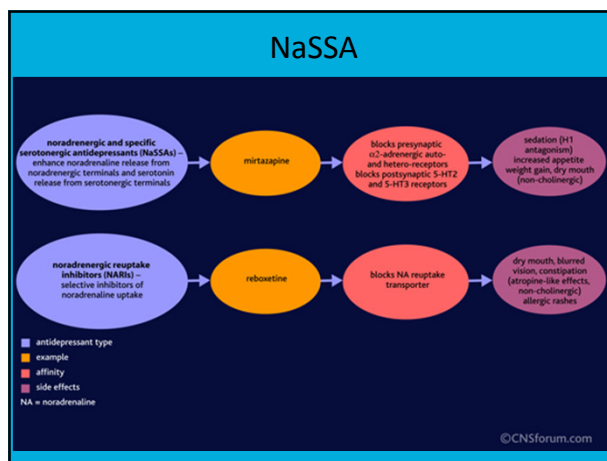 NaSSA
noradrenergic and specific
serotonergic antidepressants (NaSSAs) –
enhance noradrenaline release from
noradrenergic terminals and serotonin
release from serotonergic terminals
mirtazapine
blocks presynaptic
α2-adrenergic auto-
and hetero-receptors
blocks postsynaptic 5-HT2
and 5-HT3 receptors
sedation (H1
antagonism)
increased appetite
weight gain, dry mouth
(non-cholinergic)
noradrenergic reuptake
inhibitors (NARIs) –
selective inhibitors of
noradrenaline uptake
reboxetine
blocks NA reuptake
transporter
dry mouth, blurred
vision, constipation
(atropine-like effects,
non-cholinergic)
allergic rashes
antidepressant type
example
affinity
side effects
NA = noradrenaline
©CNSforum.com